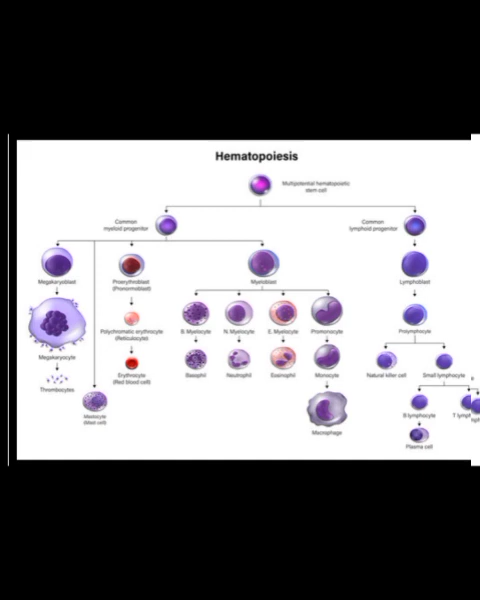 Hematopoiesis
Multipotential hematopoietic
stem cell
Common
myeloid progenitor
Common
lymphoid progenitor
Megakaryoblast
Proerythroblast
(Pronormoblast)
Myeloblast
Lymphoblast
Polychromatic erythrocyte
(Reticulocyte)
B. Myelocyte
N. Myelocyte
E. Myelocyte
Promonocyte
Prolymphocyte
Megakaryocyte
Erythrocyte
(Red blood cell)
Basophil
Neutrophil
Eosinophil
Monocyte
Natural killer cell
Small lymphocyte
Thrombocytes
Mastocyte
(Mast cell)
Macrophage
B lymphocyte
T lymph
Plasma cell